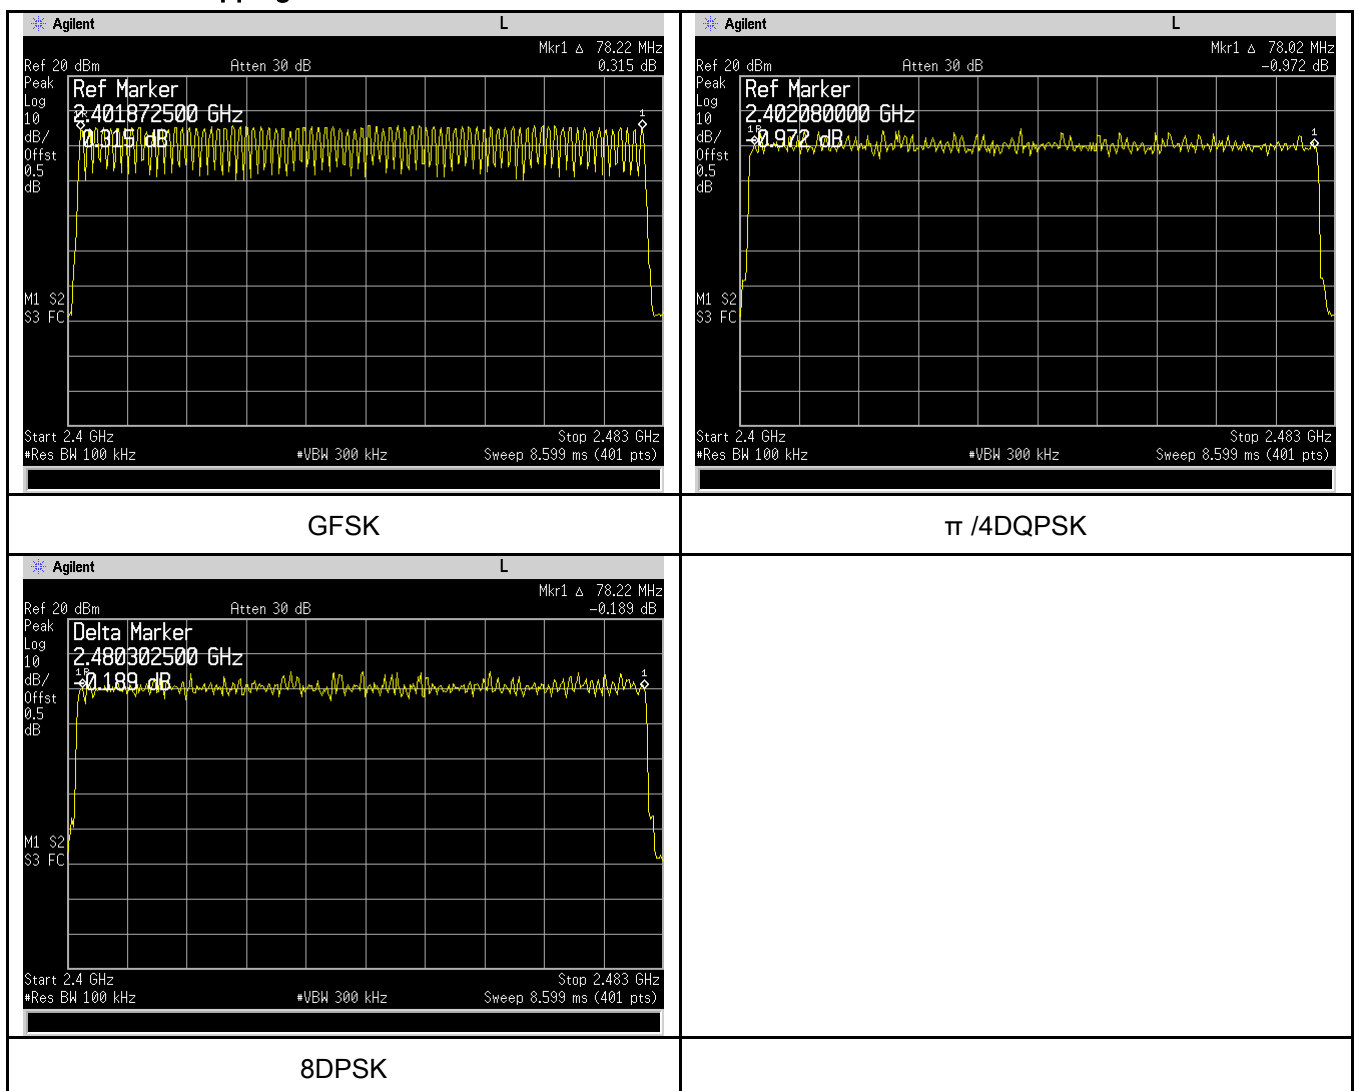 Agilent L
Mkr1 Δ 78.22 MHz
Ref 20 dBm Atten 30 dB 0.315 dB
Peak
Log
10
dB/
Offst
0.5
dB
Ref Marker
2.401872500 GHz
0.315 dB
1R
1
M1 S2
S3 FC
Start 2.4 GHz Stop 2.483 GHz
#Res BW 100 kHz #VBW 300 kHz Sweep 8.599 ms (401 pts)
GFSK
Agilent L
Mkr1 Δ 78.02 MHz
Ref 20 dBm Atten 30 dB -0.972 dB
Peak
Log
10
dB/
Offst
0.5
dB
Ref Marker
2.402080000 GHz
-0.972 dB
1R
1
M1 S2
S3 FC
Start 2.4 GHz Stop 2.483 GHz
#Res BW 100 kHz #VBW 300 kHz Sweep 8.599 ms (401 pts)
π /4DQPSK
Agilent L
Mkr1 Δ 78.22 MHz
Ref 20 dBm Atten 30 dB -0.189 dB
Peak
Log
10
dB/
Offst
0.5
dB
Delta Marker
2.480302500 GHz
-0.189 dB
1R
1
M1 S2
S3 FC
Start 2.4 GHz Stop 2.483 GHz
#Res BW 100 kHz #VBW 300 kHz Sweep 8.599 ms (401 pts)
8DPSK